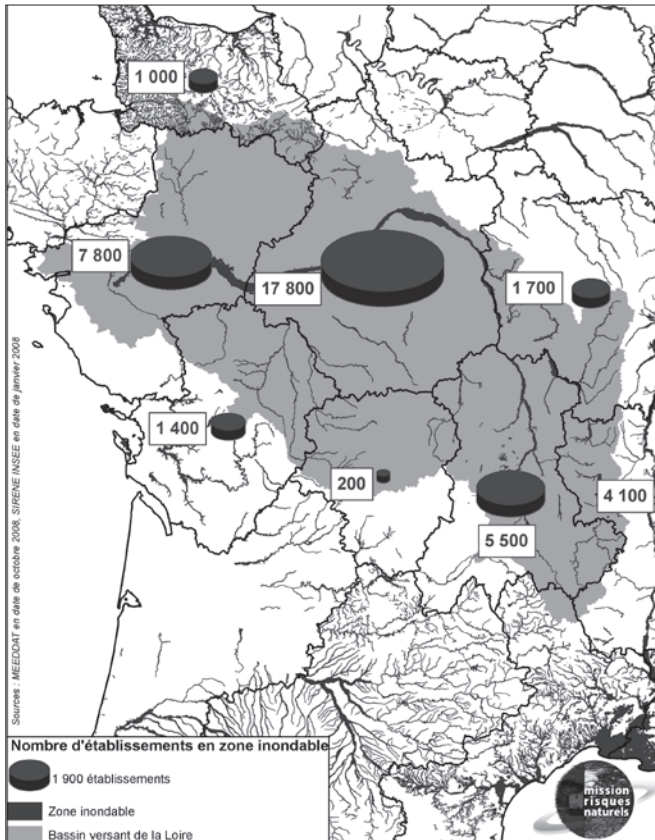 1 000
7 800
17 800
1 700
1 400
200
4 100
5 500
Sources : MEEDDAT en date de octobre 2008, SIRENE INSEE en date de janvier 2008
Nombre d'établissements en zone inondable
1 900 établissements
Zone inondable
Bassin versant de la Loire
mission
risques
naturels